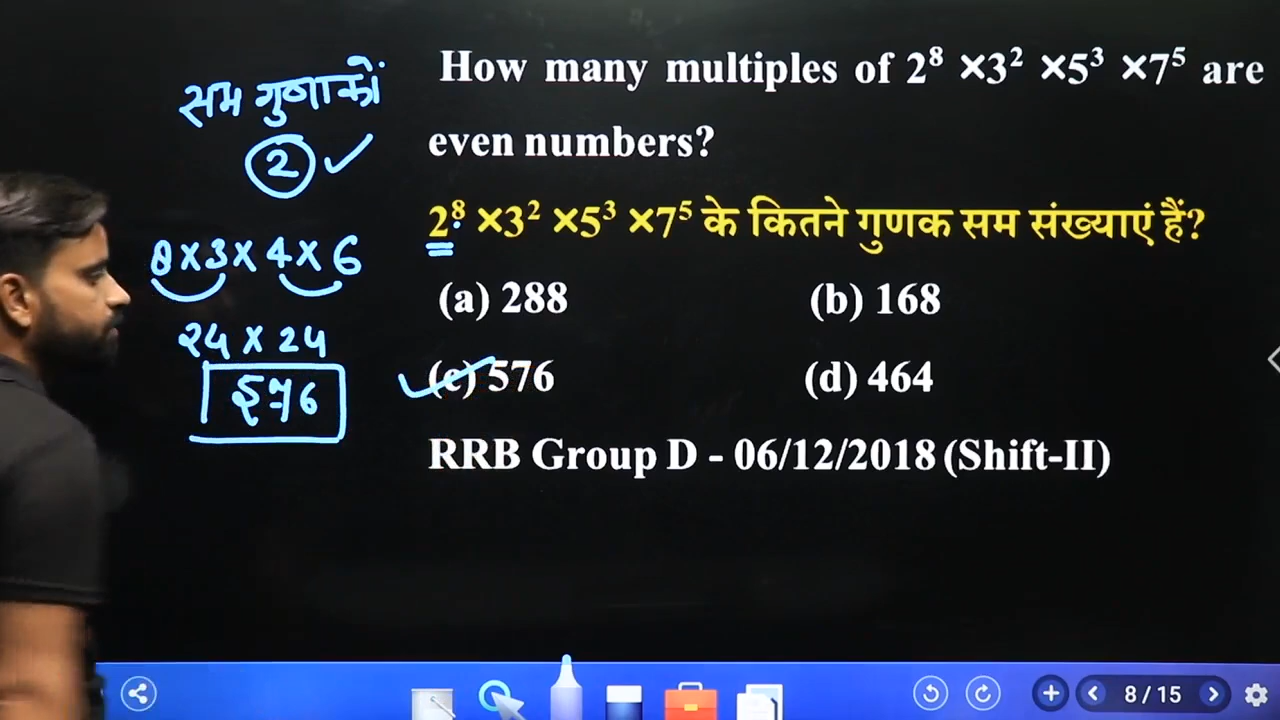 सम गुणाकों
2
8×3×4×6
24×24
576
How many multiples of 2⁸ ×3² ×5³ ×7⁵ are
even numbers?
2⁸ ×3² ×5³ ×7⁵ के कितने गुणक सम संख्याएं हैं?
(a) 288 (b) 168
(c) 576 (d) 464
RRB Group D - 06/12/2018 (Shift-II)
8 / 15